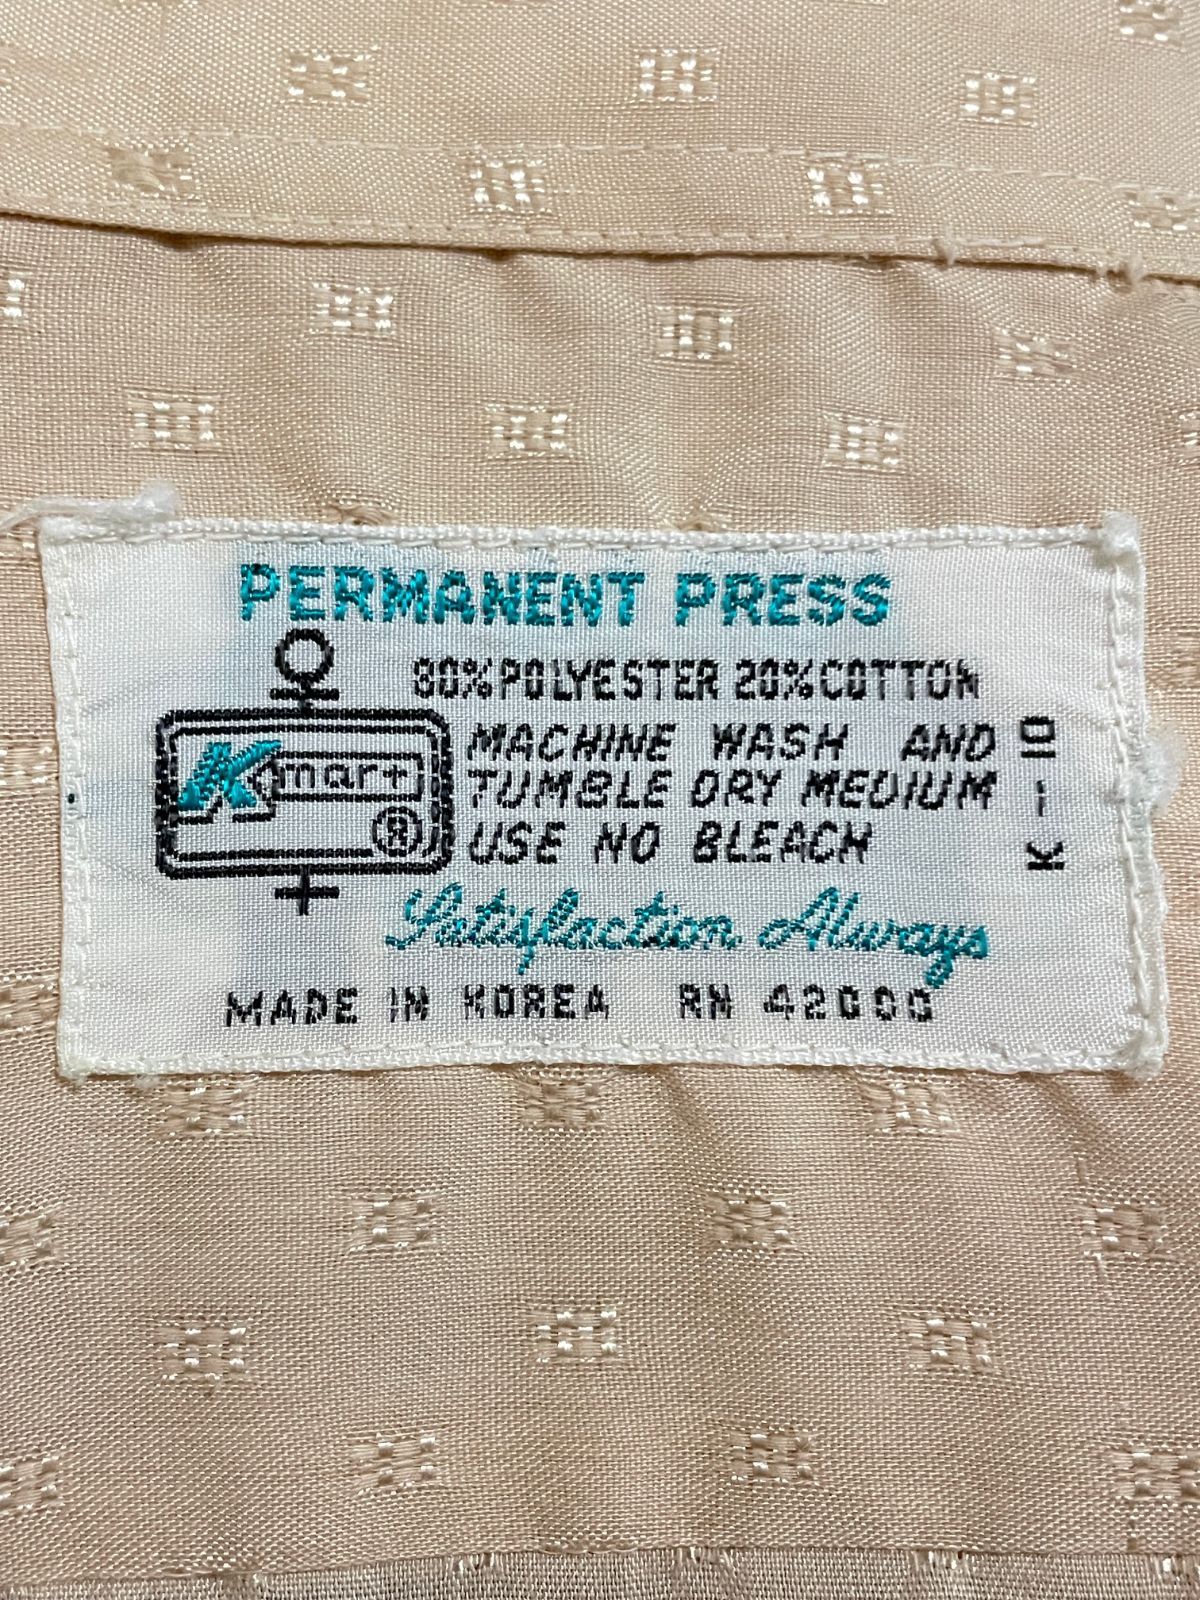 PERMANENT PRESS
80% POLYESTER 20% COTTON
Kmart ®
MACHINE WASH AND
TUMBLE DRY MEDIUM
USE NO BLEACH
K-10
Satisfaction Always
MADE IN KOREA RN 42000